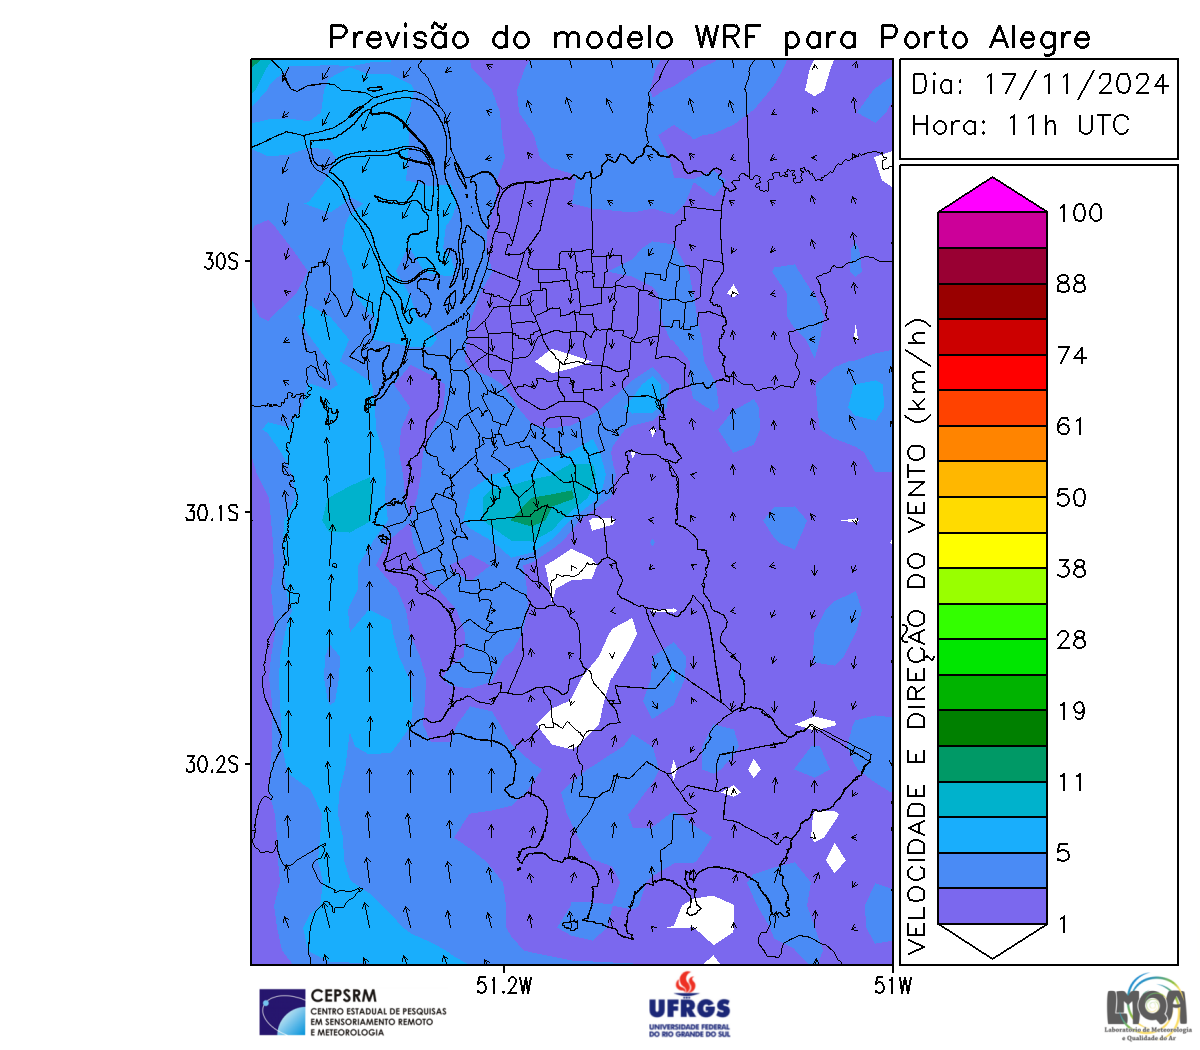 Previsão do modelo WRF para Porto Alegre
Dia: 17/11/2024
Hora: 11h UTC
30S
30.1S
30.2S
51.2W
51W
VELOCIDADE E DIREÇÃO DO VENTO (km/h)
100
88
74
61
50
38
28
19
11
5
1
CEPSRM
CENTRO ESTADUAL DE PESQUISAS
EM SENSORIAMENTO REMOTO
E METEOROLOGIA
UFRGS
UNIVERSIDADE FEDERAL
DO RIO GRANDE DO SUL
LMQA
Laboratório de Meteorologia
e Qualidade do Ar